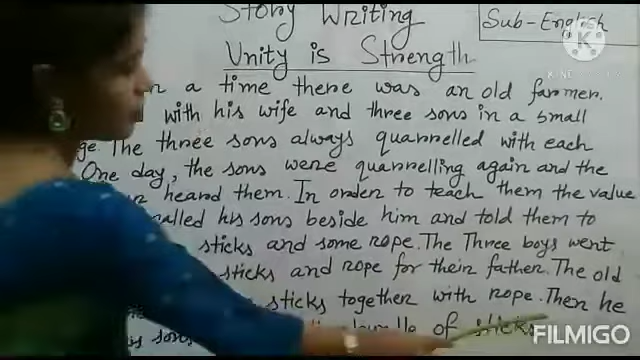 Story Writing
Sub-English
Unity is Strength
n a time there was an old farmer.
with his wife and three sons in a small
ge. The three sons always quarrelled with each
One day, the sons were quarrelling again and the
heard them. In order to teach them the value
called his sons beside him and told them to
sticks and some rope. The Three boys went
sticks and rope for their father. The old
sticks together with rope. Then he
sons of sticks
FILMIGO